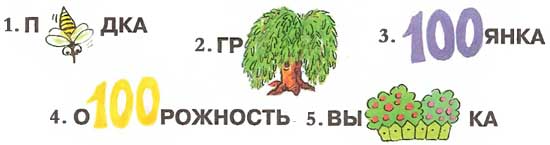 1. П ДКА
2. ГР
3. 100ЯНКА
4. О100РОЖНОСТЬ
5. ВЫ КА